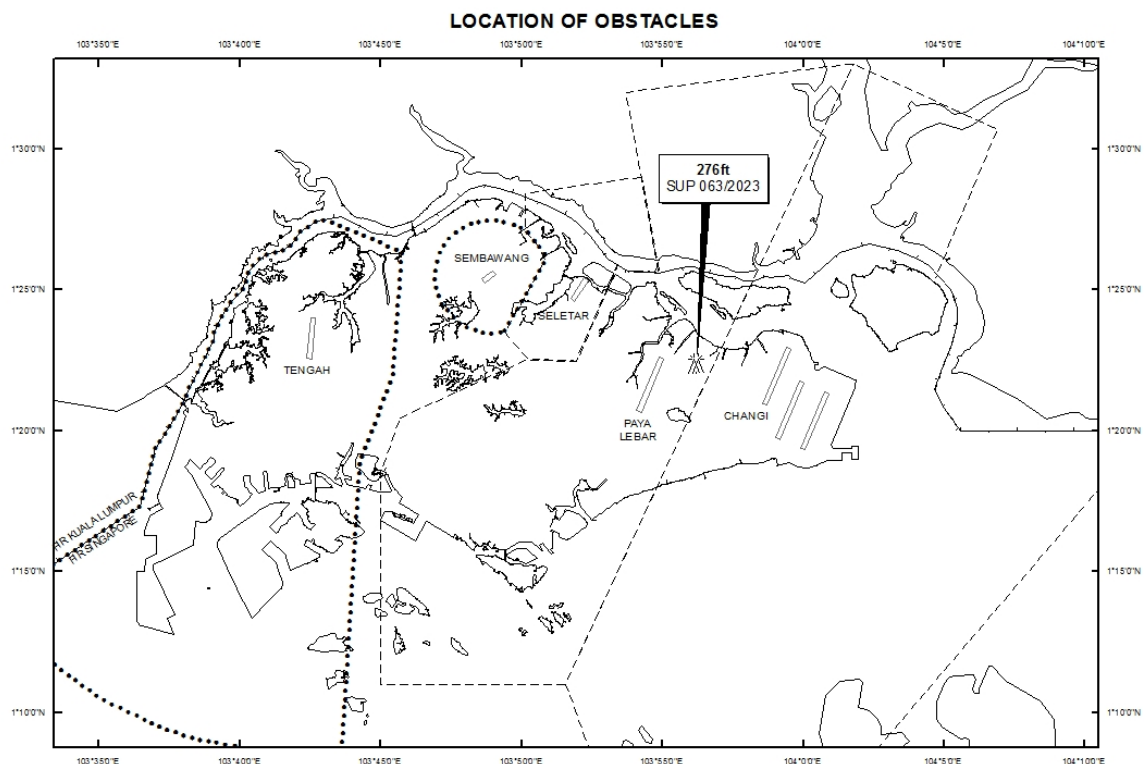 LOCATION OF OBSTACLES
103°35'0"E
103°40'0"E
103°45'0"E
103°50'0"E
103°55'0"E
104°0'0"E
104°5'0"E
104°10'0"E
1°30'0"N
1°30'0"N
276ft
SUP 063/2023
SEMBAWANG
1°25'0"N
1°25'0"N
SELETAR
TENGAH
CHANGI
PAYA
LEBAR
1°20'0"N
1°20'0"N
FIR KUALA LUMPUR
FIR SINGAPORE
1°15'0"N
1°15'0"N
1°10'0"N
1°10'0"N
103°35'0"E
103°40'0"E
103°45'0"E
103°50'0"E
103°55'0"E
104°0'0"E
104°5'0"E
104°10'0"E